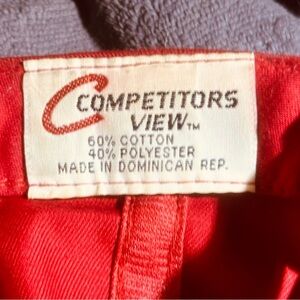 COMPETITORS
VIEW™
60% COTTON
40% POLYESTER
MADE IN DOMINICAN REP.